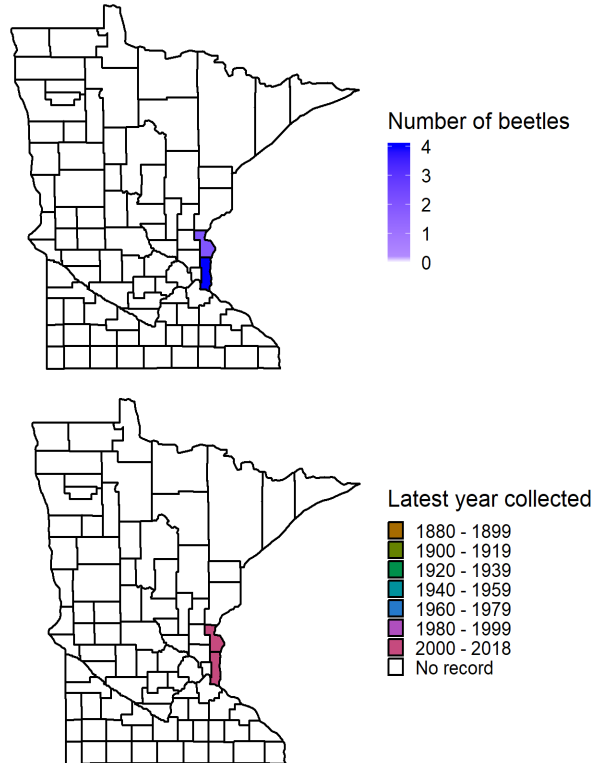 Number of beetles
4
3
2
1
0
Latest year collected
1880 - 1899
1900 - 1919
1920 - 1939
1940 - 1959
1960 - 1979
1980 - 1999
2000 - 2018
No record